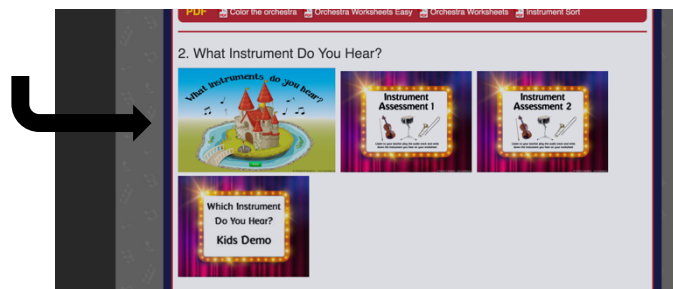 PDF Color the orchestra Orchestra Worksheets Easy Orchestra Worksheets Instrument Sort
2. What Instrument Do You Hear?
What instruments do you hear?
Instrument
Assessment 1
Instrument
Assessment 2
Which Instrument
Do You Hear?
Kids Demo